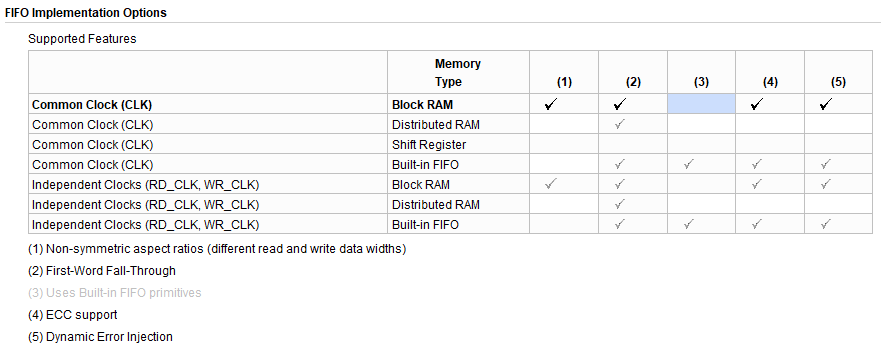 FIFO Implementation Options
Supported Features
Memory Type (1) (2) (3) (4) (5)
Common Clock (CLK) Block RAM ✓ ✓ ✓ ✓
Common Clock (CLK) Distributed RAM ✓
Common Clock (CLK) Shift Register
Common Clock (CLK) Built-in FIFO ✓ ✓ ✓ ✓
Independent Clocks (RD_CLK, WR_CLK) Block RAM ✓ ✓ ✓ ✓
Independent Clocks (RD_CLK, WR_CLK) Distributed RAM ✓
Independent Clocks (RD_CLK, WR_CLK) Built-in FIFO ✓ ✓ ✓ ✓
(1) Non-symmetric aspect ratios (different read and write data widths)
(2) First-Word Fall-Through
(3) Uses Built-in FIFO primitives
(4) ECC support
(5) Dynamic Error Injection